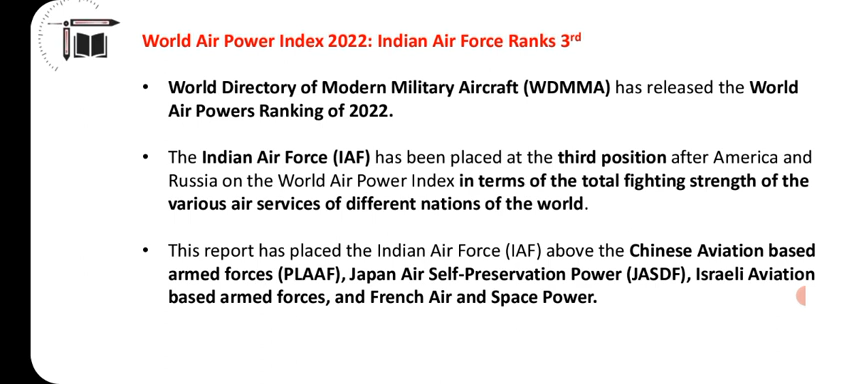 World Air Power Index 2022: Indian Air Force Ranks 3rd
• World Directory of Modern Military Aircraft (WDMMA) has released the World
Air Powers Ranking of 2022.
• The Indian Air Force (IAF) has been placed at the third position after America and
Russia on the World Air Power Index in terms of the total fighting strength of the
various air services of different nations of the world.
• This report has placed the Indian Air Force (IAF) above the Chinese Aviation based
armed forces (PLAAF), Japan Air Self-Preservation Power (JASDF), Israeli Aviation
based armed forces, and French Air and Space Power.